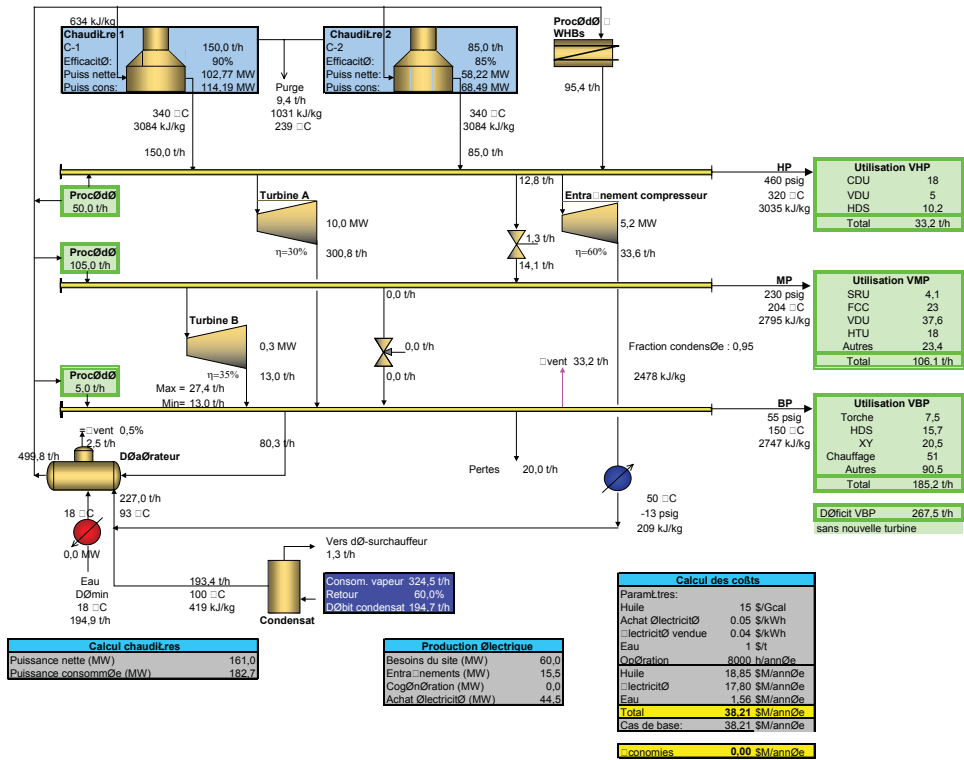 634 kJ/kg
ChaudiŁre 1
C-1 150,0 t/h
EfficacitØ: 90%
Puiss nette: 102,77 MW
Puiss cons: 114,19 MW
ChaudiŁre 2
C-2 85,0 t/h
EfficacitØ: 85%
Puiss nette: 58,22 MW
Puiss cons: 68,49 MW
ProcØdØ □
WHBs
95,4 t/h
Purge
9,4 t/h
1031 kJ/kg
239 □C
340 □C
3084 kJ/kg
150,0 t/h
340 □C
3084 kJ/kg
85,0 t/h
ProcØdØ
50,0 t/h
Turbine A
10,0 MW
η=30%
300,8 t/h
12,8 t/h
1,3 t/h
14,1 t/h
Entra□nement compresseur
5,2 MW
η=60%
33,6 t/h
HP
460 psig
320 □C
3035 kJ/kg
Utilisation VHP
CDU 18
VDU 5
HDS 10,2
Total 33,2 t/h
ProcØdØ
105,0 t/h
Turbine B
0,3 MW
η=35%
13,0 t/h
Max = 27,4 t/h
Min= 13,0 t/h
0,0 t/h
0,0 t/h
0,0 t/h
□vent 33,2 t/h
Fraction condensØe : 0,95
2478 kJ/kg
MP
230 psig
204 □C
2795 kJ/kg
Utilisation VMP
SRU 4,1
FCC 23
VDU 37,6
HTU 18
Autres 23,4
Total 106,1 t/h
ProcØdØ
5,0 t/h
BP
55 psig
150 □C
2747 kJ/kg
Utilisation VBP
Torche 7,5
HDS 15,7
XY 20,5
Chauffage 51
Autres 90,5
Total 185,2 t/h
DØficit VBP 267,5 t/h
sans nouvelle turbine
□vent 0,5%
2,5 t/h
499,8 t/h
DØaØrateur
80,3 t/h
Pertes
20,0 t/h
227,0 t/h
93 □C
18 □C
0,0 MW
Eau
DØmin
18 □C
194,9 t/h
50 □C
-13 psig
209 kJ/kg
Vers dØ-surchauffeur
1,3 t/h
193,4 t/h
100 □C
419 kJ/kg
Condensat
Consom. vapeur 324,5 t/h
Retour 60,0%
DØbit condensat 194,7 t/h
Calcul chaudiŁres
Puissance nette (MW) 161,0
Puissance consommØe (MW) 182,7
Production Ølectrique
Besoins du site (MW) 60,0
Entra□nements (MW) 15,5
CogØnØration (MW) 0,0
Achat ØlectricitØ (MW) 44,5
Calcul des coßts
ParamŁtres:
Huile 15 $/Gcal
Achat ØlectricitØ 0.05 $/kWh
□lectricitØ vendue 0.04 $/kWh
Eau 1 $/t
OpØration 8000 h/annØe
Huile 18,85 $M/annØe
□lectricitØ 17,80 $M/annØe
Eau 1,56 $M/annØe
Total 38,21 $M/annØe
Cas de base: 38,21 $M/annØe
□conomies 0,00 $M/annØe